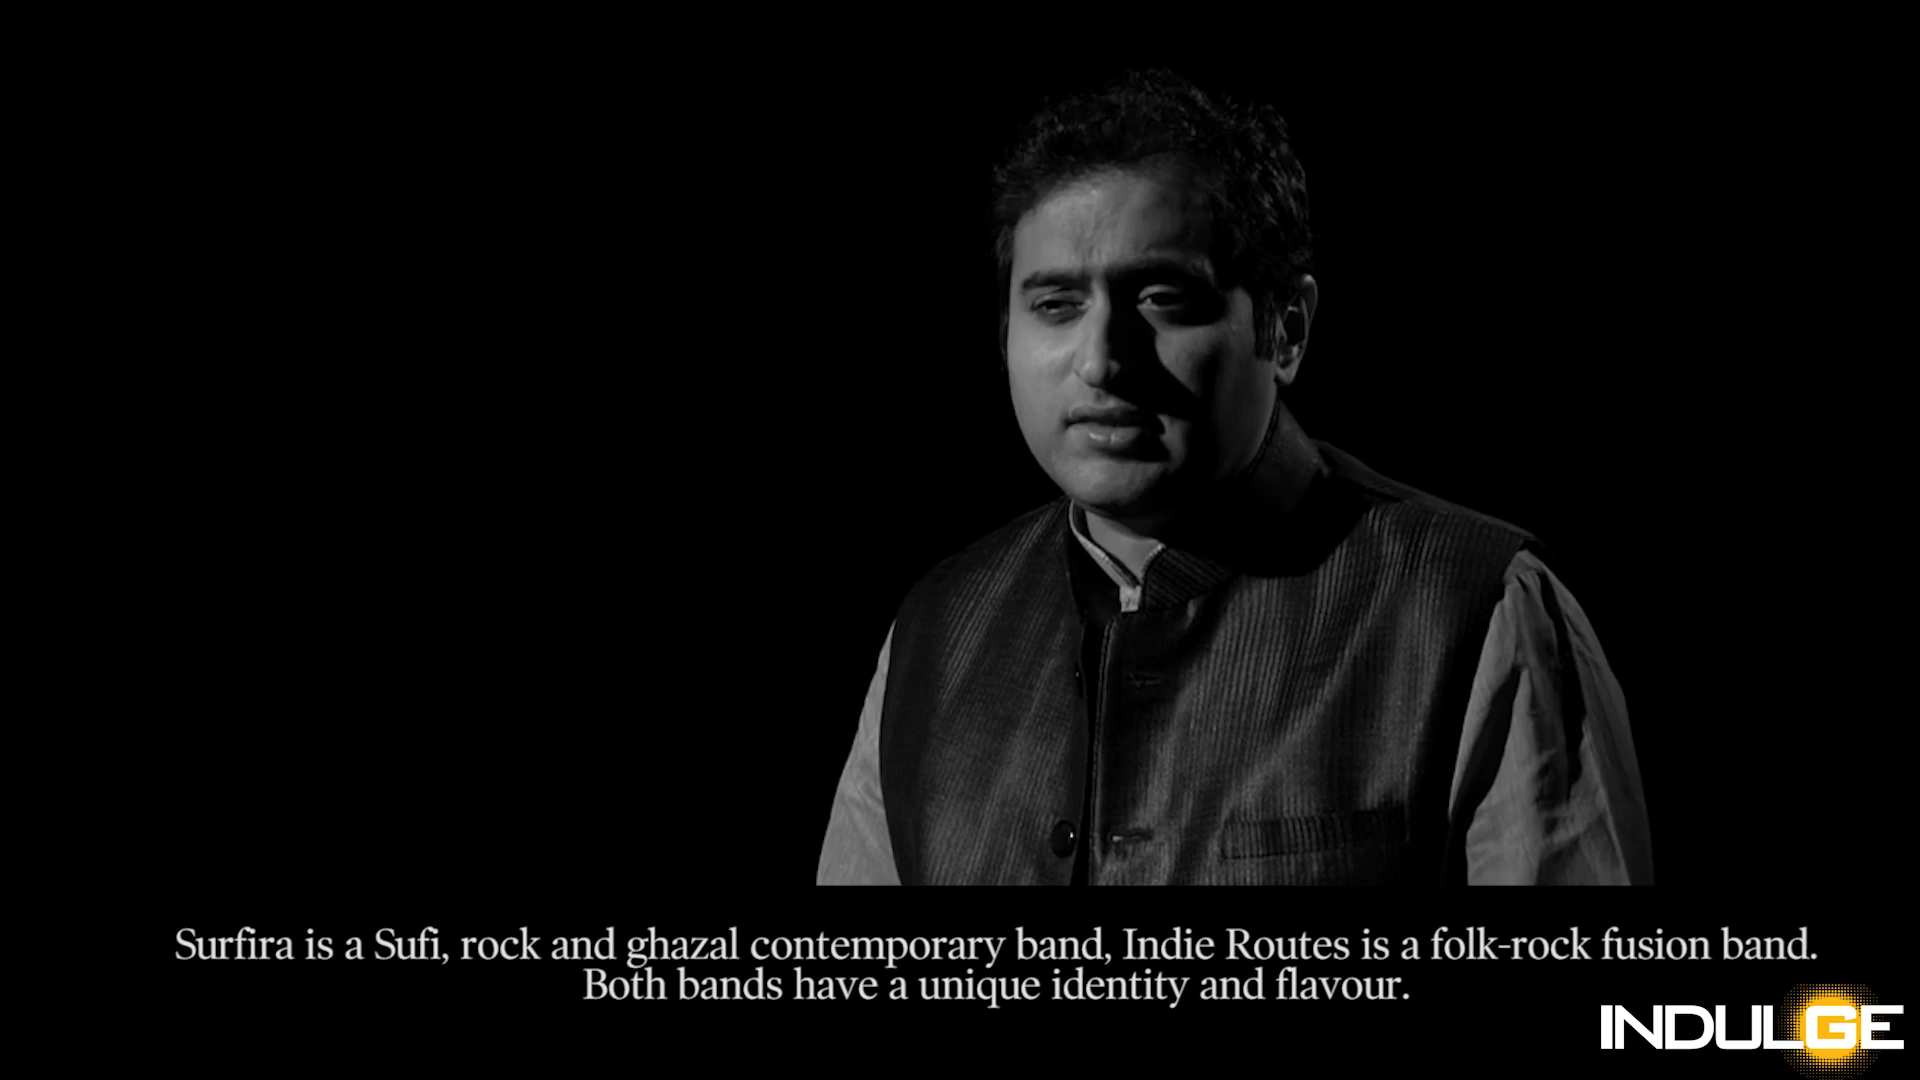 Surfira is a Sufi, rock and ghazal contemporary band, Indie Routes is a folk-rock fusion band.
Both bands have a unique identity and flavour.
INDULGE